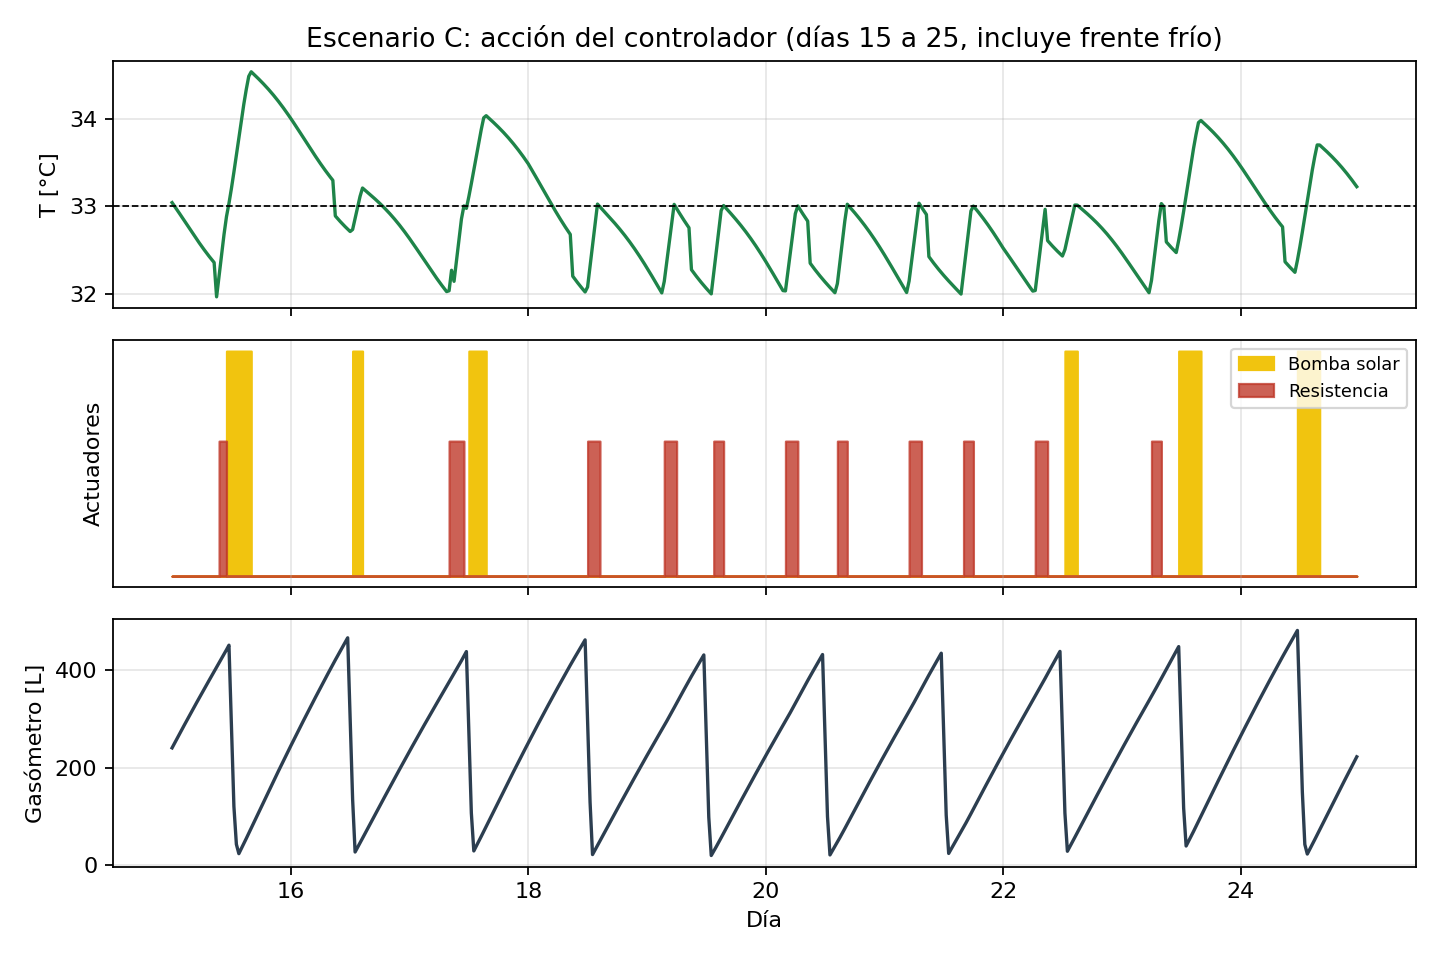 Escenario C: acción del controlador (días 15 a 25, incluye frente frío)
T [°C]
34
33
32
Actuadores
Bomba solar
Resistencia
Gasómetro [L]
400
200
0
16
18
20
22
24
Día